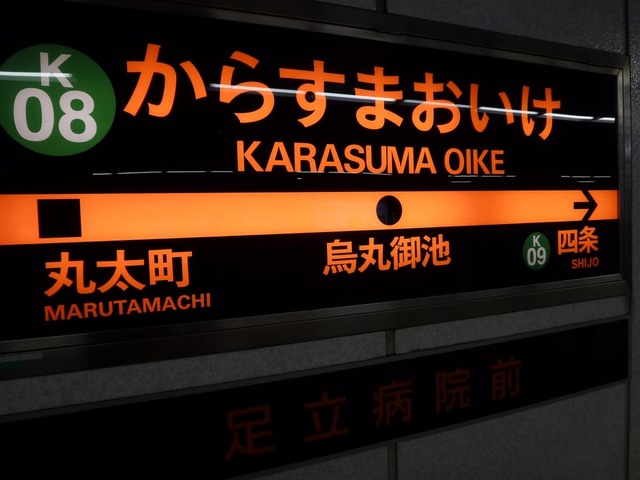 K
08
からすまおいけ
KARASUMA OIKE
丸太町
MARUTAMACHI
烏丸御池
K
09
四条
SHIJO
足立病院前